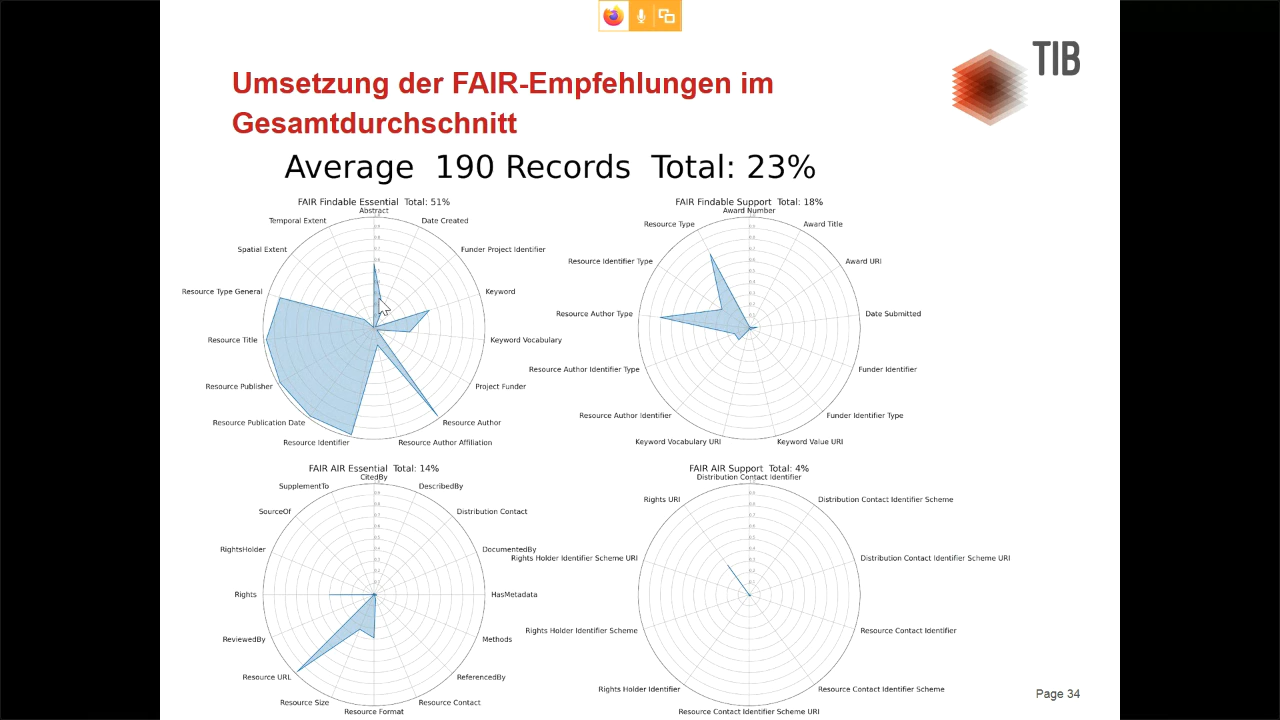 TIB
Umsetzung der FAIR-Empfehlungen im
Gesamtdurchschnitt
Average 190 Records Total: 23%
FAIR Findable Essential Total: 51%
Abstract
Date Created
Funder Project Identifier
Keyword
Keyword Vocabulary
Project Funder
Resource Author
Resource Author Affiliation
Resource Identifier
Resource Publication Date
Resource Publisher
Resource Title
Resource Type General
Spatial Extent
Temporal Extent
FAIR Findable Support Total: 18%
Award Number
Award Title
Award URI
Date Submitted
Funder Identifier
Funder Identifier Type
Keyword Value URI
Keyword Vocabulary URI
Resource Author Identifier
Resource Author Identifier Type
Resource Author Type
Resource Identifier Type
Resource Type
FAIR AIR Essential Total: 14%
CitedBy
DescribedBy
Distribution Contact
DocumentedBy
HasMetadata
Methods
ReferencedBy
Resource Contact
Resource Format
Resource Size
Resource URL
ReviewedBy
Rights
RightsHolder
SourceOf
SupplementTo
FAIR AIR Support Total: 4%
Distribution Contact Identifier
Distribution Contact Identifier Scheme
Distribution Contact Identifier Scheme URI
Resource Contact Identifier
Resource Contact Identifier Scheme
Resource Contact Identifier Scheme URI
Rights Holder Identifier
Rights Holder Identifier Scheme
Rights Holder Identifier Scheme URI
Rights URI
Page 34